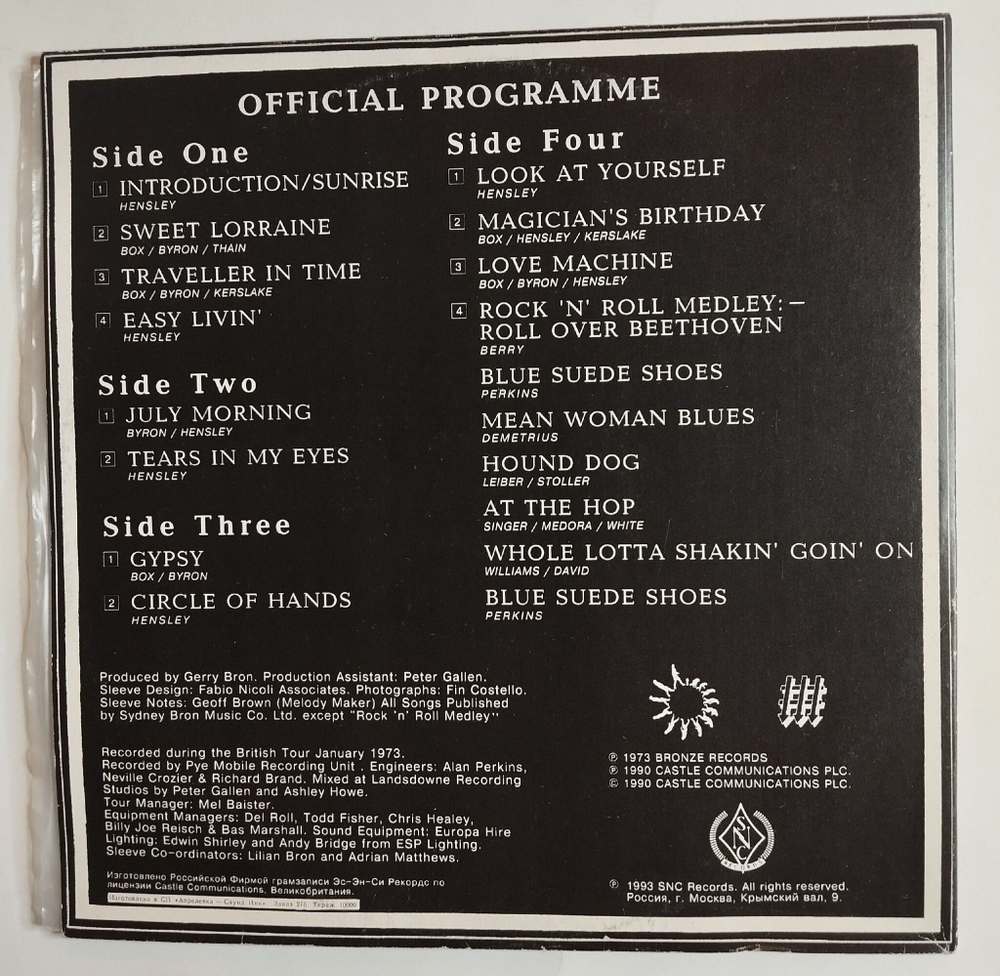 OFFICIAL PROGRAMME
Side One
1 INTRODUCTION/SUNRISE
HENSLEY
2 SWEET LORRAINE
BOX / BYRON / THAIN
3 TRAVELLER IN TIME
BOX / BYRON / KERSLAKE
4 EASY LIVIN'
HENSLEY
Side Two
1 JULY MORNING
BYRON / HENSLEY
2 TEARS IN MY EYES
HENSLEY
Side Three
1 GYPSY
BOX / BYRON
2 CIRCLE OF HANDS
HENSLEY
Side Four
1 LOOK AT YOURSELF
HENSLEY
2 MAGICIAN'S BIRTHDAY
BOX / HENSLEY / KERSLAKE
3 LOVE MACHINE
BOX / BYRON / HENSLEY
4 ROCK 'N' ROLL MEDLEY:–
ROLL OVER BEETHOVEN
BERRY
BLUE SUEDE SHOES
PERKINS
MEAN WOMAN BLUES
DEMETRIUS
HOUND DOG
LEIBER / STOLLER
AT THE HOP
SINGER / MEDORA / WHITE
WHOLE LOTTA SHAKIN' GOIN' ON
WILLIAMS / DAVID
BLUE SUEDE SHOES
PERKINS
Produced by Gerry Bron. Production Assistant: Peter Gallen.
Sleeve Design: Fabio Nicoli Associates. Photographs: Fin Costello.
Sleeve Notes: Geoff Brown (Melody Maker) All Songs Published
by Sydney Bron Music Co. Ltd. except "Rock 'n' Roll Medley"
Recorded during the British Tour January 1973.
Recorded by Pye Mobile Recording Unit . Engineers: Alan Perkins,
Neville Crozier & Richard Brand. Mixed at Landsdowne Recording
Studios by Peter Gallen and Ashley Howe.
Tour Manager: Mel Baister.
Equipment Managers: Del Roll, Todd Fisher, Chris Healey,
Billy Joe Reisch & Bas Marshall. Sound Equipment: Europa Hire
Lighting: Edwin Shirley and Andy Bridge from ESP Lighting.
Sleeve Co-ordinators: Lilian Bron and Adrian Matthews.
Изготовлено Российской Фирмой грамзаписи Эс-Эн-Си Рекордс по
лицензии Castle Communications, Великобритания.
Изготовлено в СП «Апрелевка – Саунд Инк». Заказ 276. Тираж 10000
℗ 1973 BRONZE RECORDS
℗ 1990 CASTLE COMMUNICATIONS PLC.
© 1990 CASTLE COMMUNICATIONS PLC.
SNC
RECORDS
℗ 1993 SNC Records. All rights reserved.
Россия, г. Москва, Крымский вал, 9.